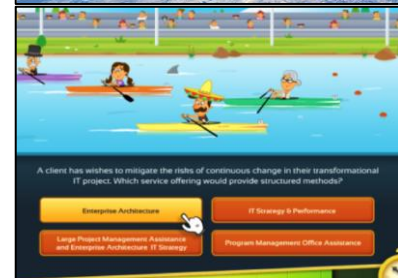 A client has wishes to mitigate the risks of continuous change in their transformational
IT project. Which service offering would provide structured methods?
Enterprise Architecture
IT Strategy & Performance
Large Project Management Assistance
and Enterprise Architecture IT Strategy
Program Management Office Assistance